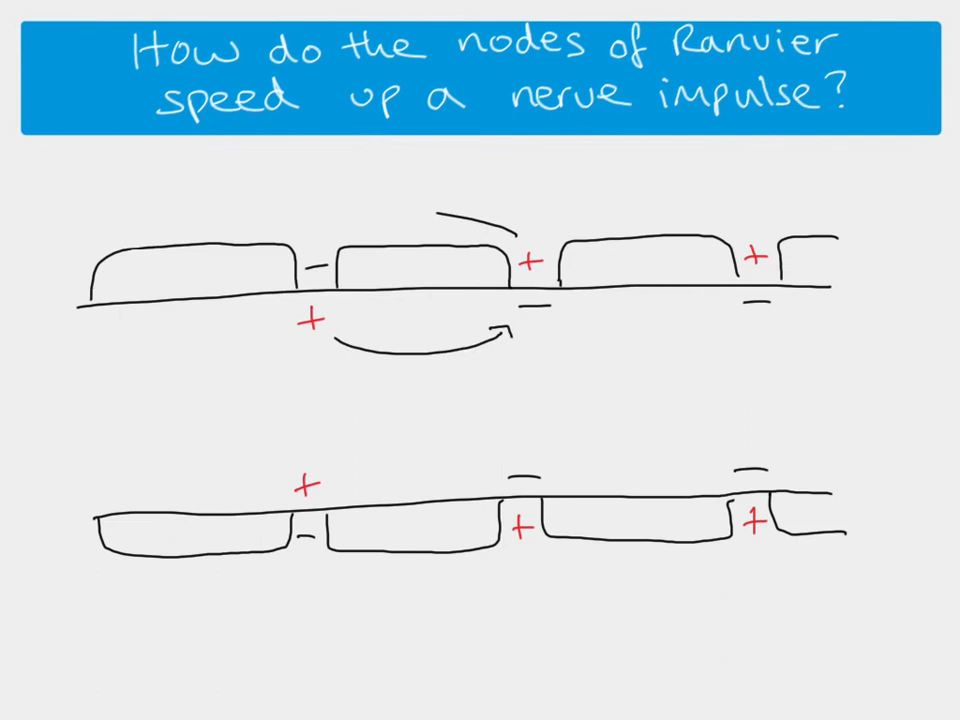 How do the nodes of Ranvier
speed up a nerve impulse?
− + +
+ − −
+ − −
− + +